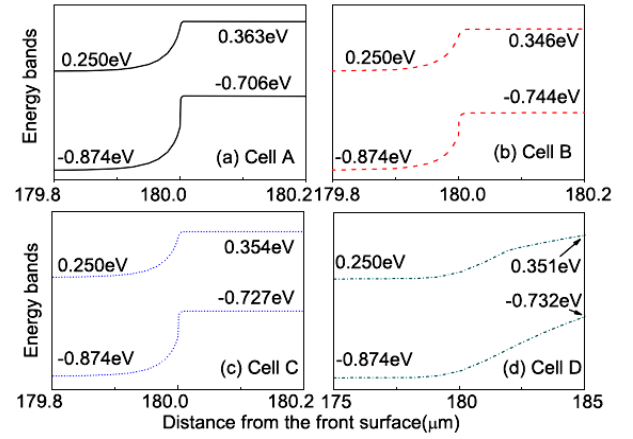 Energy bands
0.363eV
0.250eV
-0.706eV
-0.874eV
(a) Cell A
179.8
180.0
180.2
0.346eV
0.250eV
-0.744eV
-0.874eV
(b) Cell B
179.8
180.0
180.2
Energy bands
0.354eV
0.250eV
-0.727eV
-0.874eV
(c) Cell C
179.8
180.0
180.2
0.250eV
0.351eV
-0.732eV
-0.874eV
(d) Cell D
175
180
185
Distance from the front surface(μm)